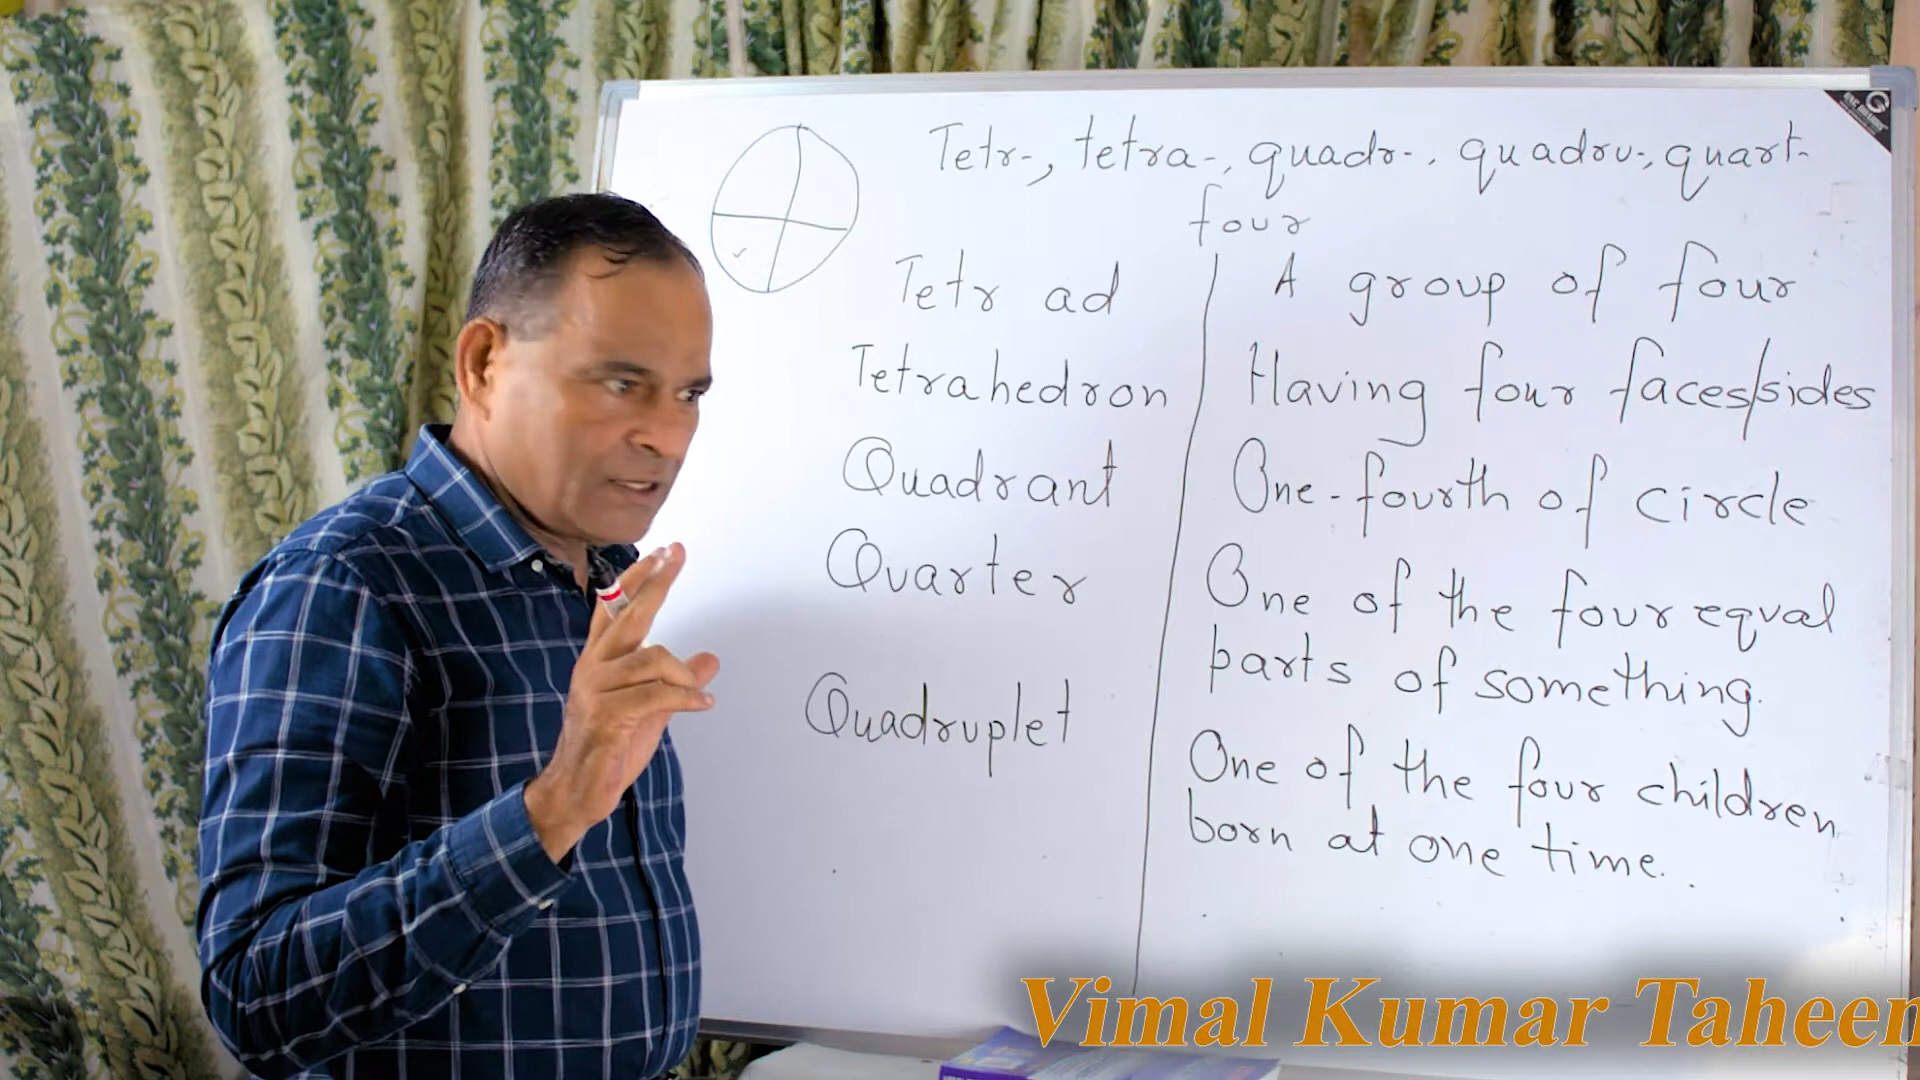 Tetr-, tetra-, quadr-, quadru-, quart-
four
Tetr ad
A group of four
Tetrahedron
Having four faces/sides
Quadrant
One-fourth of circle
Quarter
One of the four equal
parts of something.
Quadruplet
One of the four children
born at one time.
Vimal Kumar Taheen